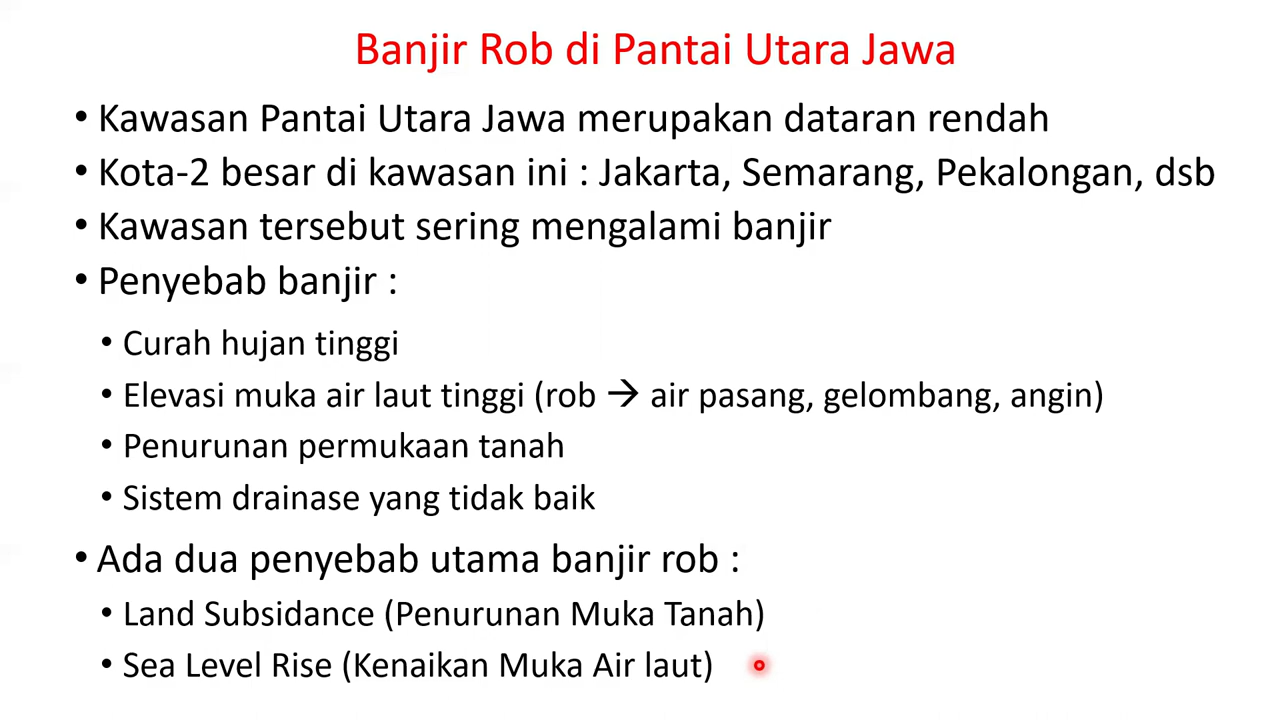 Banjir Rob di Pantai Utara Jawa
• Kawasan Pantai Utara Jawa merupakan dataran rendah
• Kota-2 besar di kawasan ini : Jakarta, Semarang, Pekalongan, dsb
• Kawasan tersebut sering mengalami banjir
• Penyebab banjir :
• Curah hujan tinggi
• Elevasi muka air laut tinggi (rob → air pasang, gelombang, angin)
• Penurunan permukaan tanah
• Sistem drainase yang tidak baik
• Ada dua penyebab utama banjir rob :
• Land Subsidance (Penurunan Muka Tanah)
• Sea Level Rise (Kenaikan Muka Air laut)